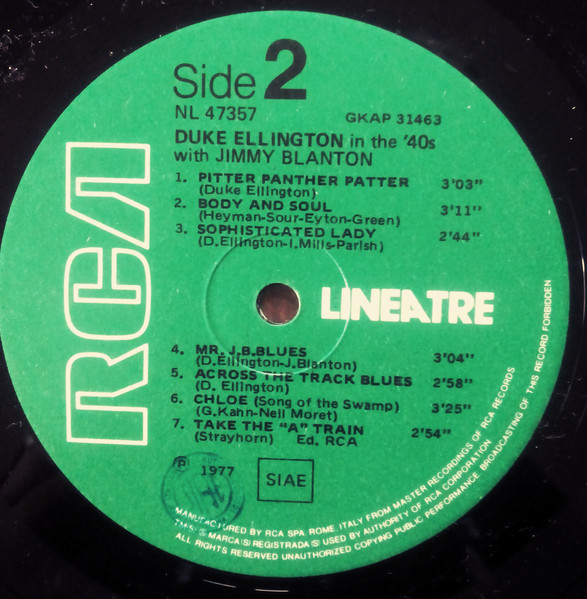 Side 2
NL 47357 GKAP 31463
DUKE ELLINGTON in the '40s
with JIMMY BLANTON
1. PITTER PANTHER PATTER 3'03"
(Duke Ellington)
2. BODY AND SOUL 3'11"
(Heyman-Sour-Eyton-Green)
3. SOPHISTICATED LADY 2'44"
(D.Ellington-I.Mills-Parish)
RCA
LINEATRE
4. MR. J.B.BLUES 3'04"
(D.Ellington-J.Blanton)
5. ACROSS THE TRACK BLUES 2'58"
(D. Ellington)
6. CHLOE (Song of the Swamp) 3'25"
(G.Kahn-Neil Moret)
7. TAKE THE "A" TRAIN 2'54"
(Strayhorn) Ed. RCA
℗ 1977 SIAE
MANUFACTURED BY RCA SPA. ROME. ITALY. FROM MASTER RECORDINGS OF RCA RECORDS
TMK(S) ® MARCA(S) REGISTRADA(S) USED BY AUTHORITY OF RCA CORPORATION
ALL RIGHTS RESERVED UNAUTHORIZED COPYING PUBLIC PERFORMANCE BROADCASTING OF THIS RECORD FORBIDDEN